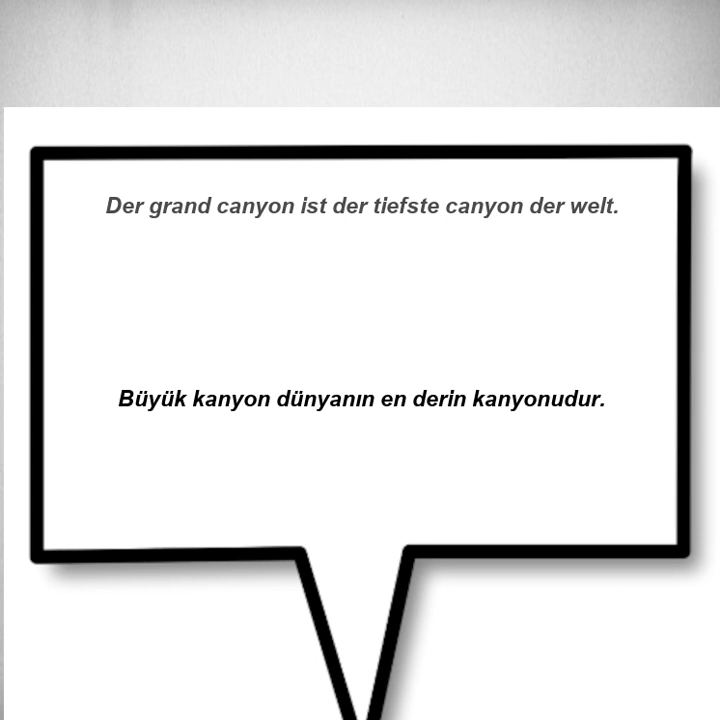 Der grand canyon ist der tiefste canyon der welt.
Büyük kanyon dünyanın en derin kanyonudur.